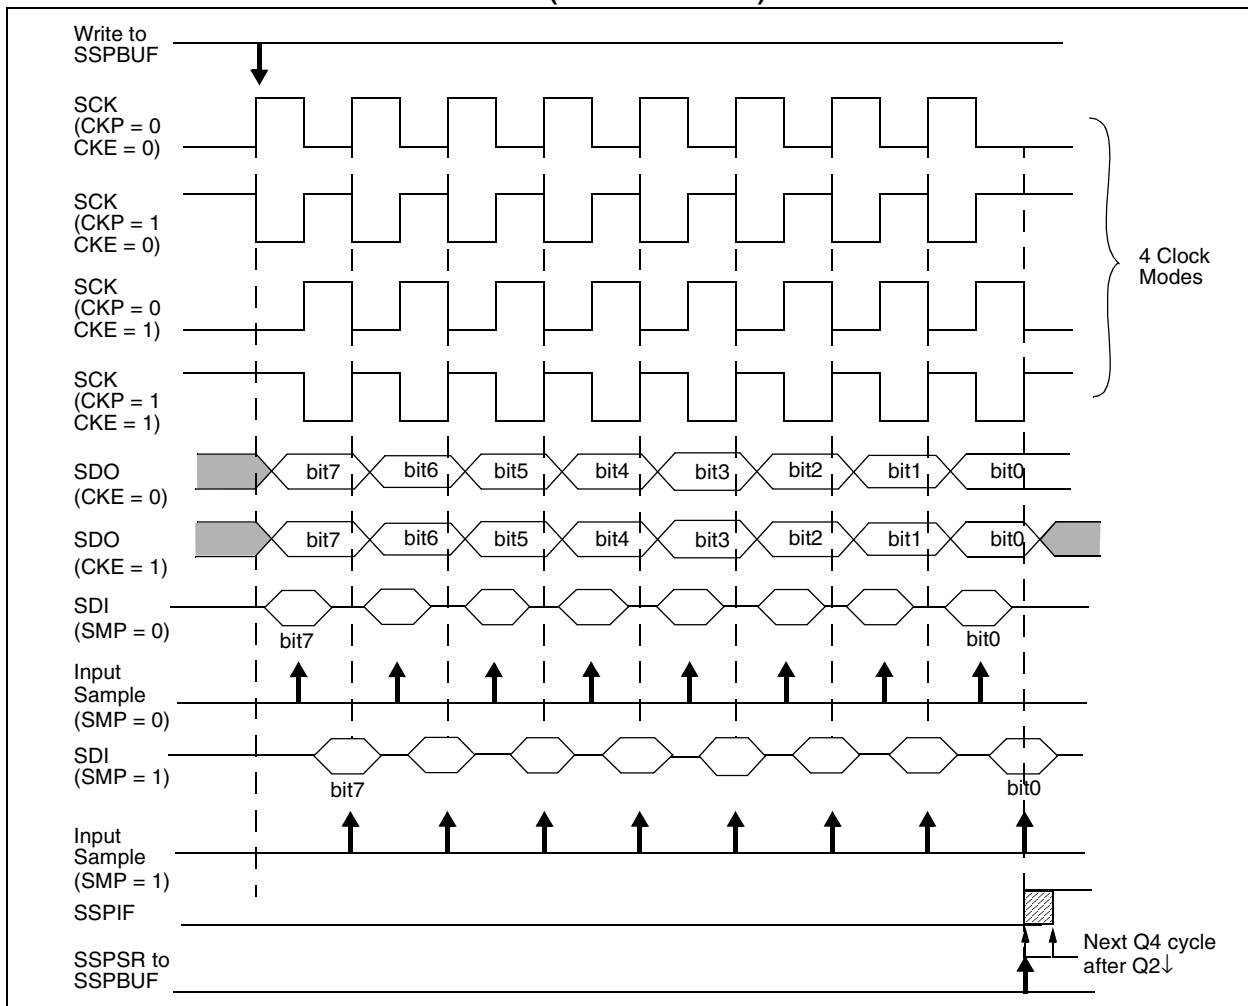 Write to
SSPBUF
SCK
(CKP = 0
CKE = 0)
SCK
(CKP = 1
CKE = 0)
SCK
(CKP = 0
CKE = 1)
SCK
(CKP = 1
CKE = 1)
4 Clock
Modes
SDO
(CKE = 0)
bit7 bit6 bit5 bit4 bit3 bit2 bit1 bit0
SDO
(CKE = 1)
bit7 bit6 bit5 bit4 bit3 bit2 bit1 bit0
SDI
(SMP = 0)
bit7 bit0
Input
Sample
(SMP = 0)
SDI
(SMP = 1)
bit7 bit0
Input
Sample
(SMP = 1)
SSPIF
SSPSR to
SSPBUF
Next Q4 cycle
after Q2↓